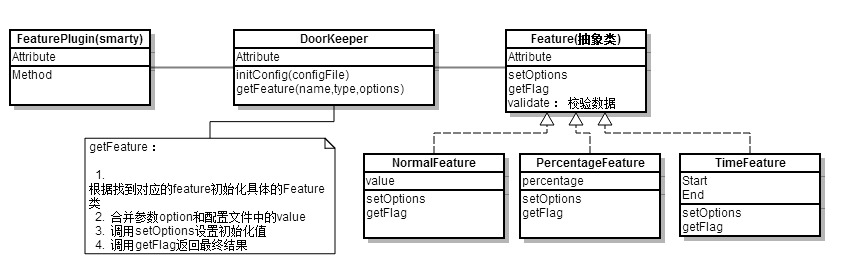 FeaturePlugin(smarty)
Attribute
Method
DoorKeeper
Attribute
initConfig(configFile)
getFeature(name,type,options)
Feature(抽象类)
Attribute
setOptions
getFlag
validate： 校验数据
getFeature：
1.
根据找到对应的feature初始化具体的Feature
类
2. 合并参数option和配置文件中的value
3. 调用setOptions设置初始化值
4. 调用getFlag返回最终结果
NormalFeature
value
setOptions
getFlag
PercentageFeature
percentage
setOptions
getFlag
TimeFeature
Start
End
setOptions
getFlag